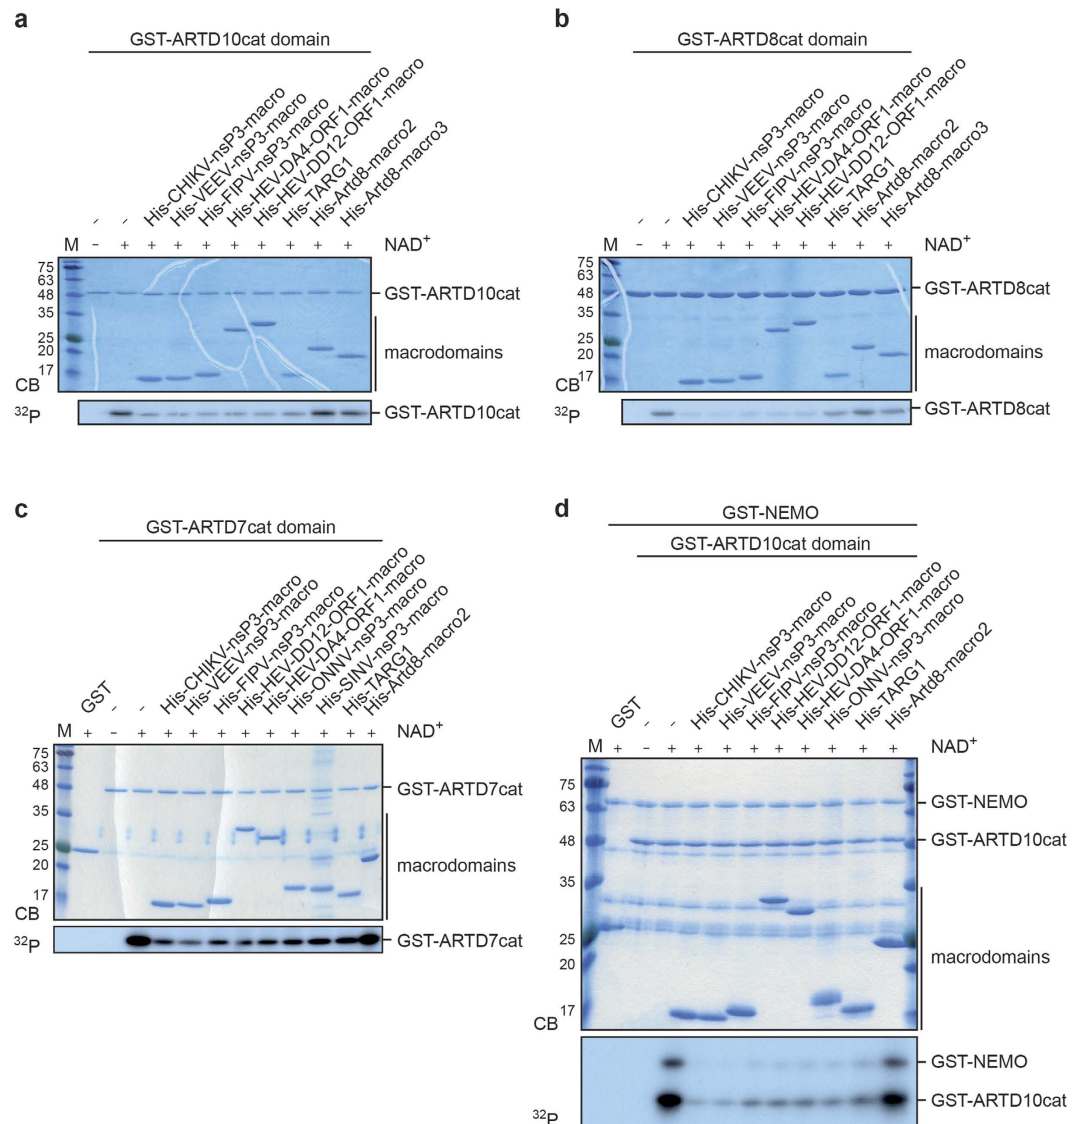 a
GST-ARTD10cat domain
- - His-CHIKV-nsP3-macro His-VEEV-nsP3-macro His-FIPV-nsP3-macro His-HEV-DA4-ORF1-macro His-HEV-DD12-ORF1-macro His-TARG1 His-Artd8-macro2 His-Artd8-macro3
M - + + + + + + + + + NAD+
75
63
48 GST-ARTD10cat
35
25
20 macrodomains
17
CB
32P GST-ARTD10cat
b
GST-ARTD8cat domain
- - His-CHIKV-nsP3-macro His-VEEV-nsP3-macro His-FIPV-nsP3-macro His-HEV-DA4-ORF1-macro His-HEV-DD12-ORF1-macro His-TARG1 His-Artd8-macro2 His-Artd8-macro3
M - + + + + + + + + + NAD+
75
63
48 GST-ARTD8cat
35
25
20 macrodomains
17
CB
32P GST-ARTD8cat
c
GST-ARTD7cat domain
GST - - His-CHIKV-nsP3-macro His-VEEV-nsP3-macro His-FIPV-nsP3-macro His-HEV-DD12-ORF1-macro His-HEV-DA4-ORF1-macro His-ONNV-nsP3-macro His-SINV-nsP3-macro His-TARG1 His-Artd8-macro2
M + - + + + + + + + + + + NAD+
75
63
48 GST-ARTD7cat
35
25
20 macrodomains
17
CB
32P GST-ARTD7cat
d
GST-NEMO
GST-ARTD10cat domain
GST - - His-CHIKV-nsP3-macro His-VEEV-nsP3-macro His-FIPV-nsP3-macro His-HEV-DD12-ORF1-macro His-HEV-DA4-ORF1-macro His-ONNV-nsP3-macro His-TARG1 His-Artd8-macro2
M + - + + + + + + + + + NAD+
75
63 GST-NEMO
48 GST-ARTD10cat
35
25
20 macrodomains
17
CB
GST-NEMO
GST-ARTD10cat
32P